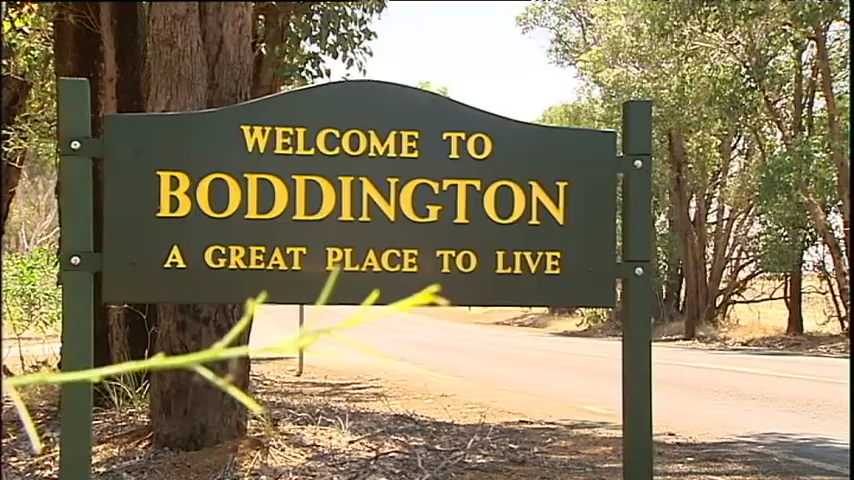 WELCOME TO
BODDINGTON
A GREAT PLACE TO LIVE